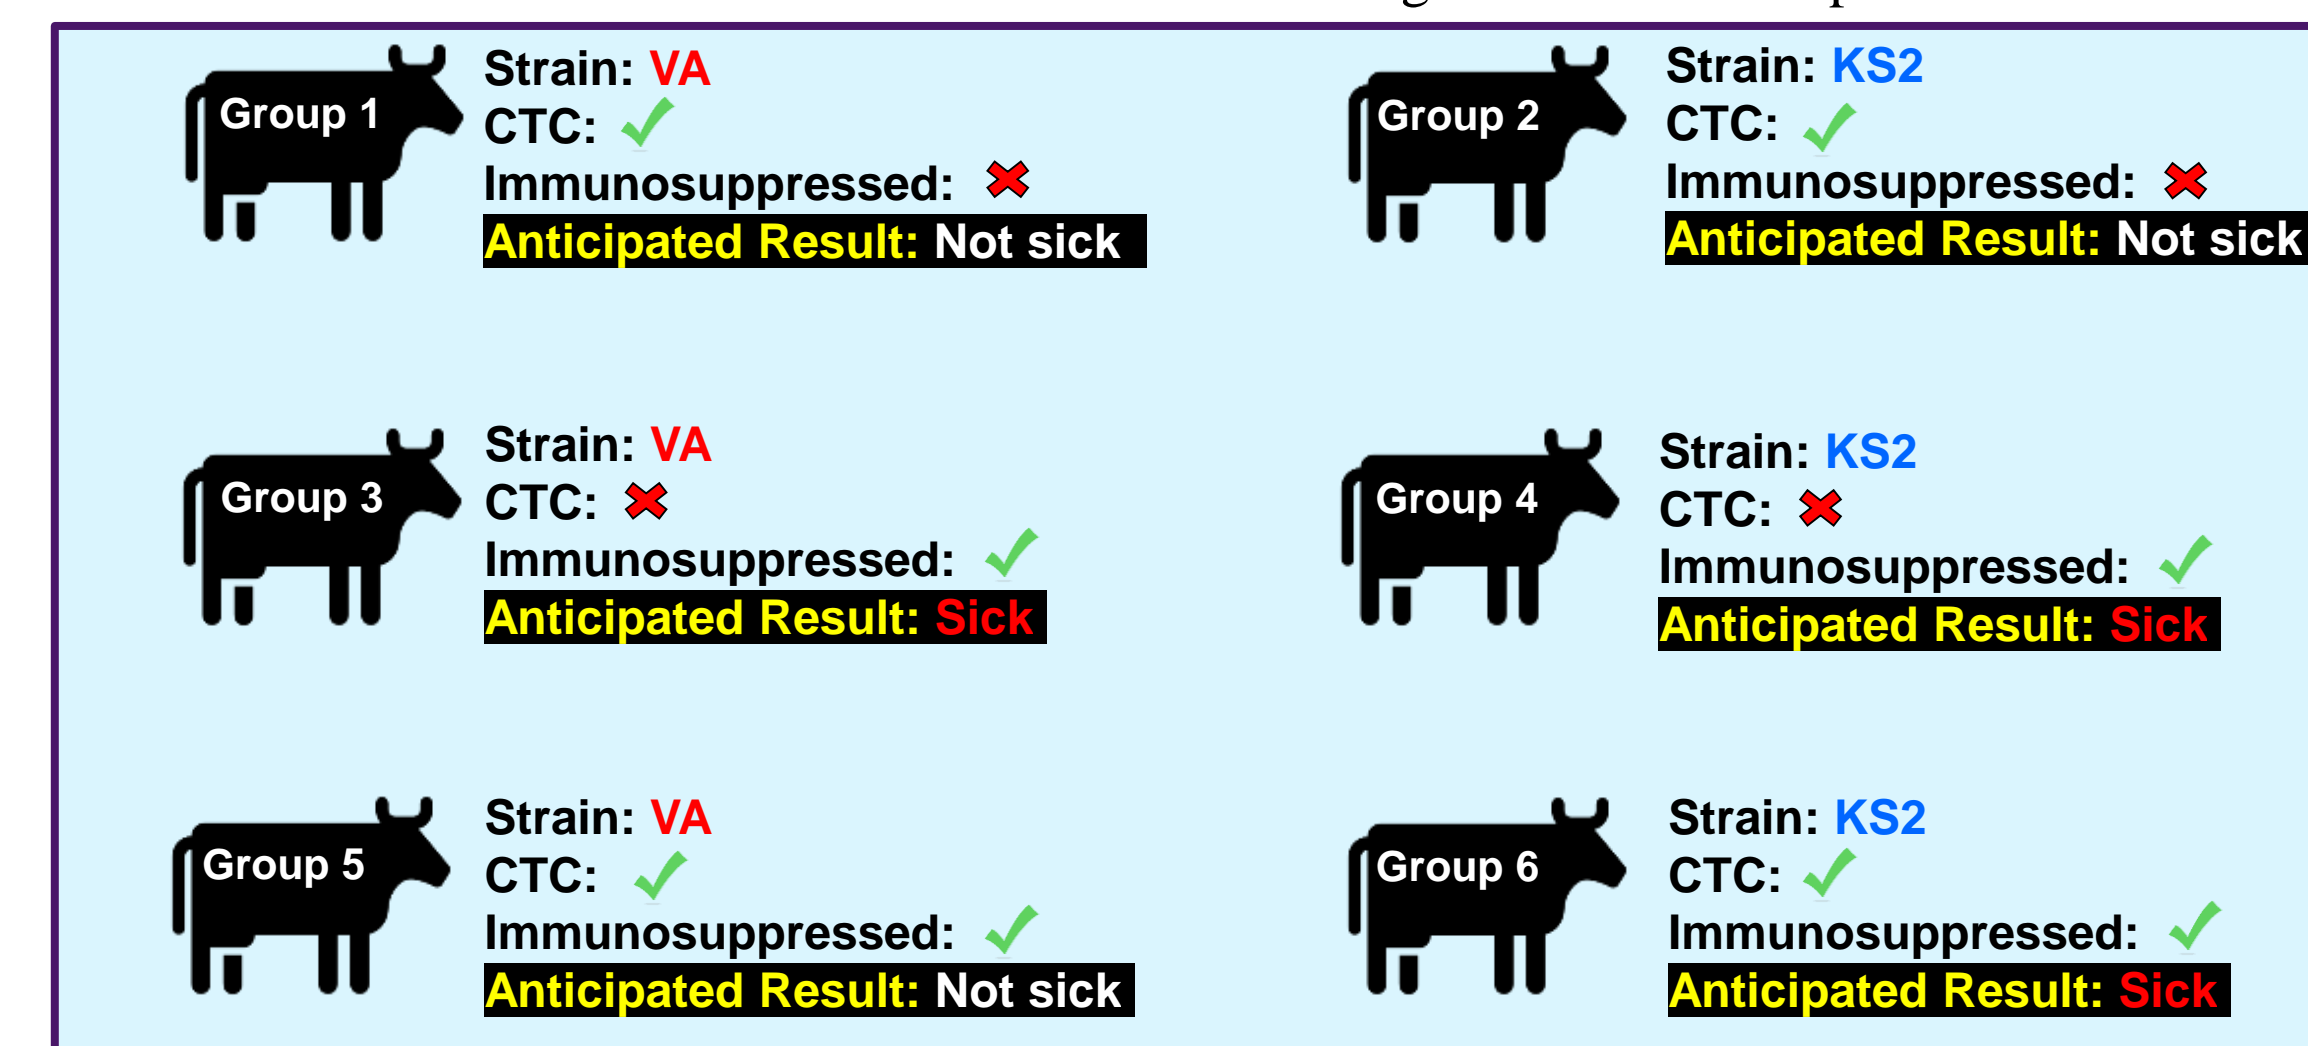 Group 1
Strain: VA
CTC:
Immunosuppressed:
Anticipated Result: Not sick
Group 2
Strain: KS2
CTC:
Immunosuppressed:
Anticipated Result: Not sick
Group 3
Strain: VA
CTC:
Immunosuppressed:
Anticipated Result: Sick
Group 4
Strain: KS2
CTC:
Immunosuppressed:
Anticipated Result: Sick
Group 5
Strain: VA
CTC:
Immunosuppressed:
Anticipated Result: Not sick
Group 6
Strain: KS2
CTC:
Immunosuppressed:
Anticipated Result: Sick